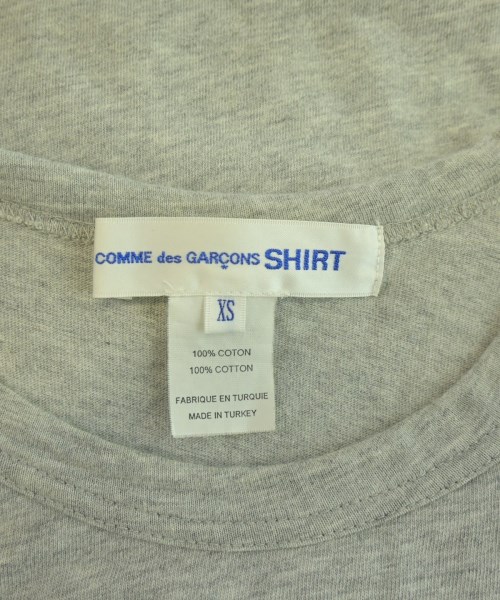 COMME des GARÇONS SHIRT
XS
100% COTON
100% COTTON
FABRIQUE EN TURQUIE
MADE IN TURKEY